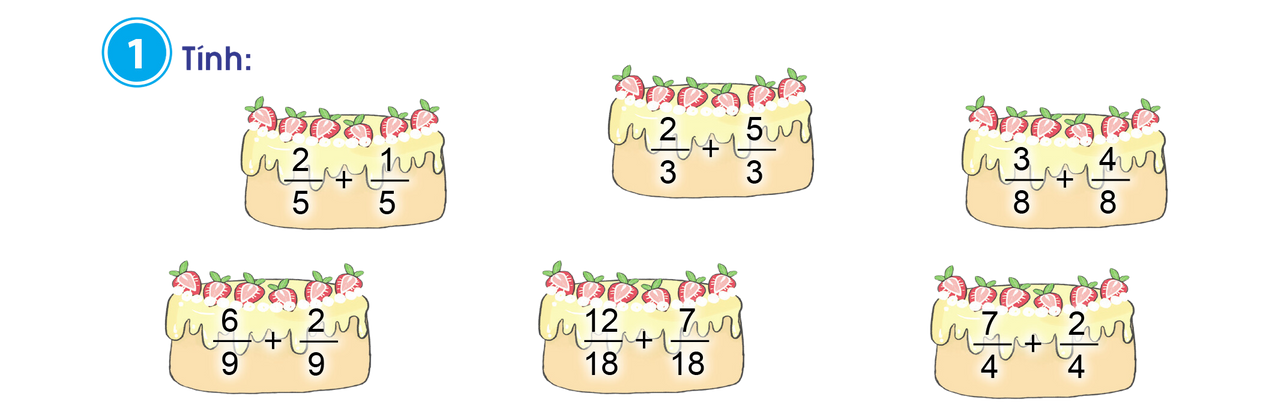 1 Tính:
2/5 + 1/5
2/3 + 5/3
3/8 + 4/8
6/9 + 2/9
12/18 + 7/18
7/4 + 2/4